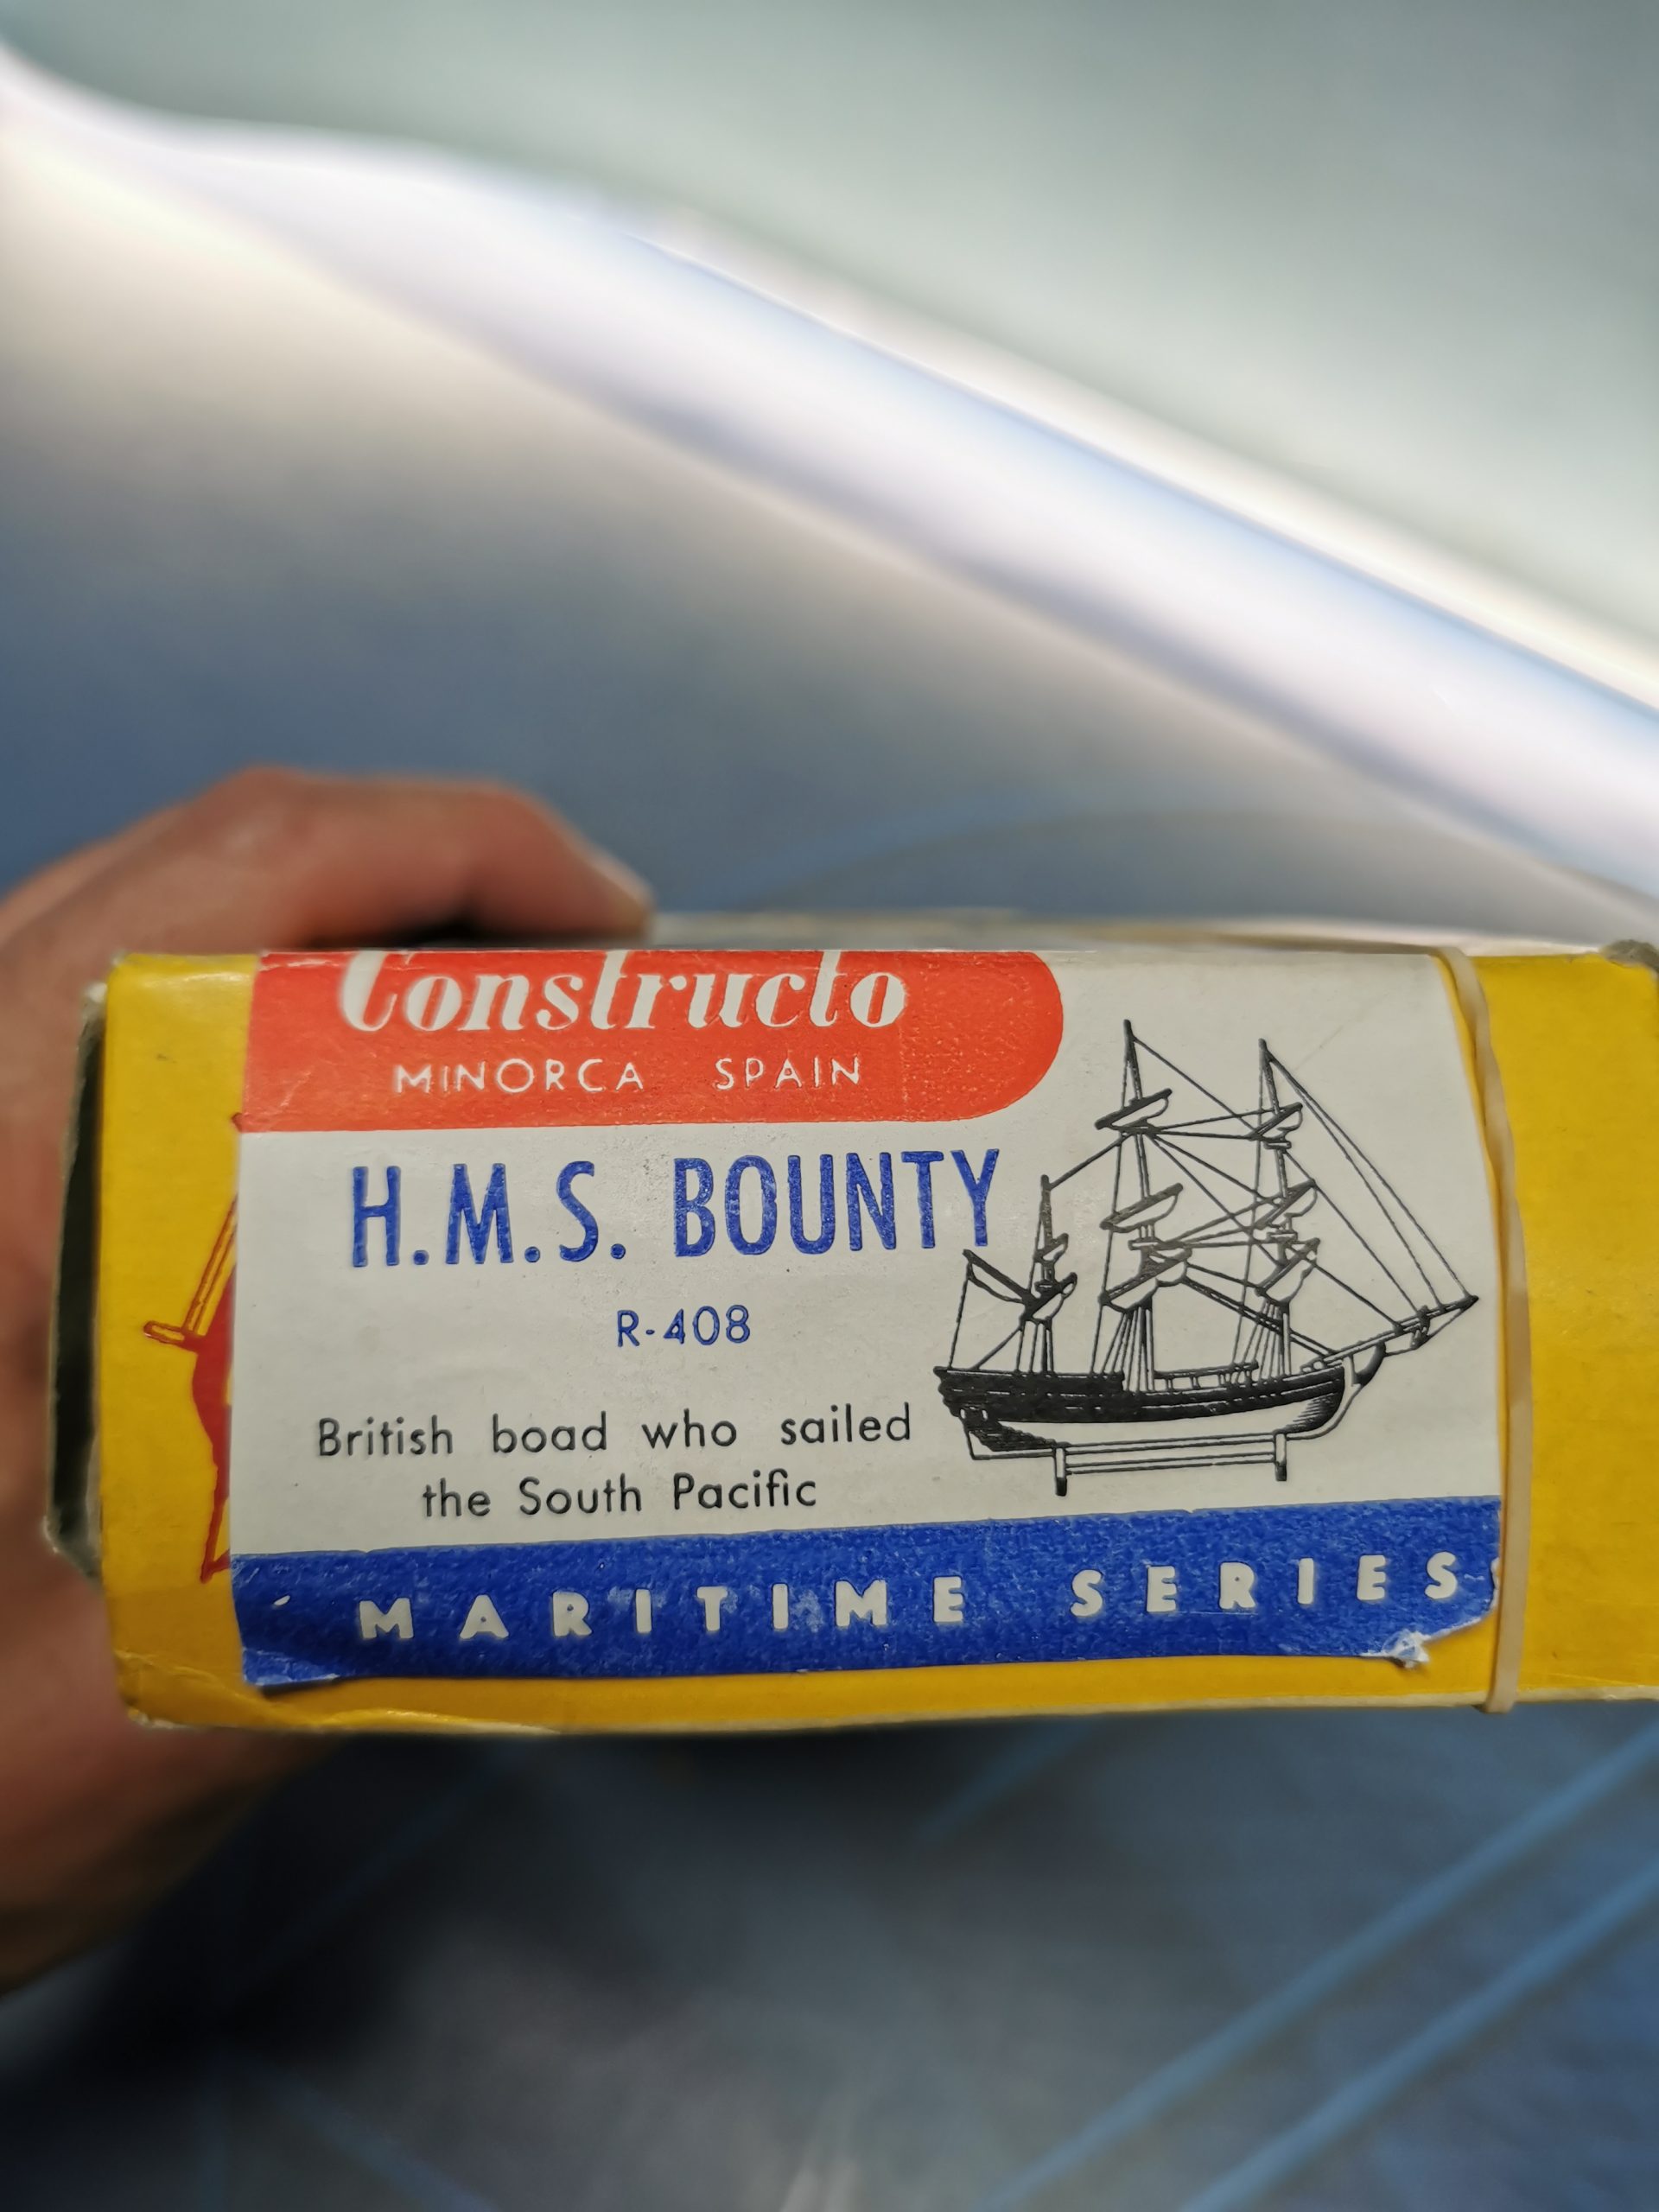 Constructo
MINORCA SPAIN
H.M.S. BOUNTY
R-408
British boad who sailed
the South Pacific
MARITIME SERIES